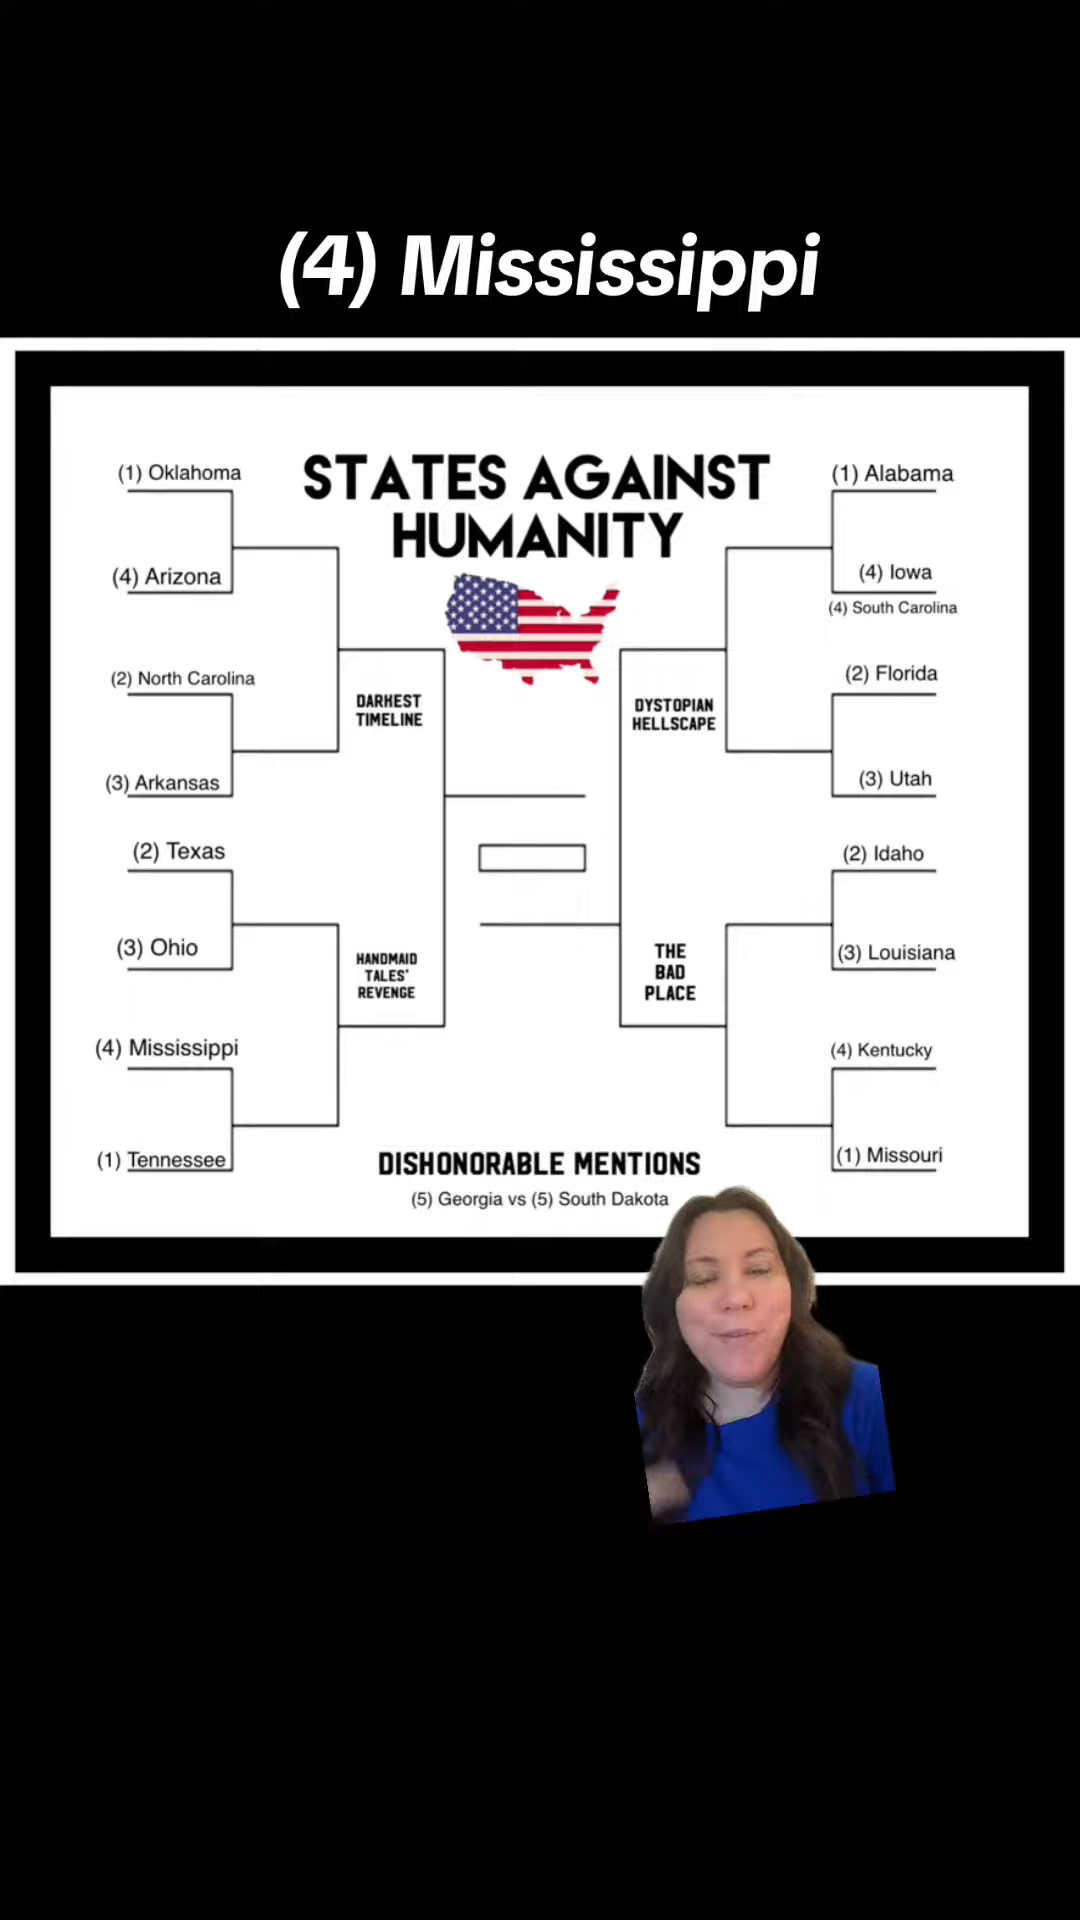 (4) Mississippi
STATES AGAINST
HUMANITY
(1) Oklahoma
(4) Arizona
(2) North Carolina
(3) Arkansas
DARKEST
TIMELINE
(2) Texas
(3) Ohio
(4) Mississippi
(1) Tennessee
HANDMAID
TALES'
REVENGE
(1) Alabama
(4) Iowa
(4) South Carolina
(2) Florida
(3) Utah
DYSTOPIAN
HELLSCAPE
(2) Idaho
(3) Louisiana
(4) Kentucky
(1) Missouri
THE
BAD
PLACE
DISHONORABLE MENTIONS
(5) Georgia vs (5) South Dakota